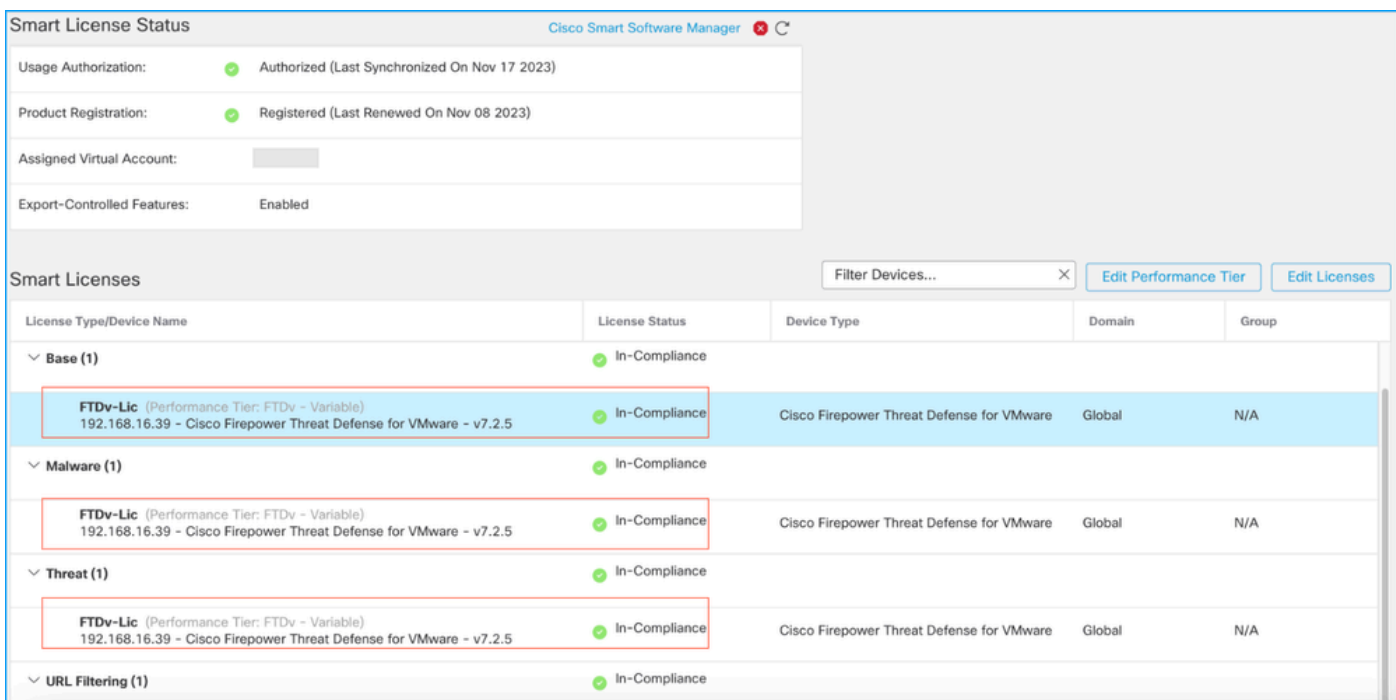 Smart License Status
Cisco Smart Software Manager
Usage Authorization: Authorized (Last Synchronized On Nov 17 2023)
Product Registration: Registered (Last Renewed On Nov 08 2023)
Assigned Virtual Account:
Export-Controlled Features: Enabled
Smart Licenses
Filter Devices... Edit Performance Tier Edit Licenses
License Type/Device Name License Status Device Type Domain Group
Base (1) In-Compliance
FTDv-Lic (Performance Tier: FTDv - Variable)
192.168.16.39 - Cisco Firepower Threat Defense for VMware - v7.2.5 In-Compliance Cisco Firepower Threat Defense for VMware Global N/A
Malware (1) In-Compliance
FTDv-Lic (Performance Tier: FTDv - Variable)
192.168.16.39 - Cisco Firepower Threat Defense for VMware - v7.2.5 In-Compliance Cisco Firepower Threat Defense for VMware Global N/A
Threat (1) In-Compliance
FTDv-Lic (Performance Tier: FTDv - Variable)
192.168.16.39 - Cisco Firepower Threat Defense for VMware - v7.2.5 In-Compliance Cisco Firepower Threat Defense for VMware Global N/A
URL Filtering (1) In-Compliance